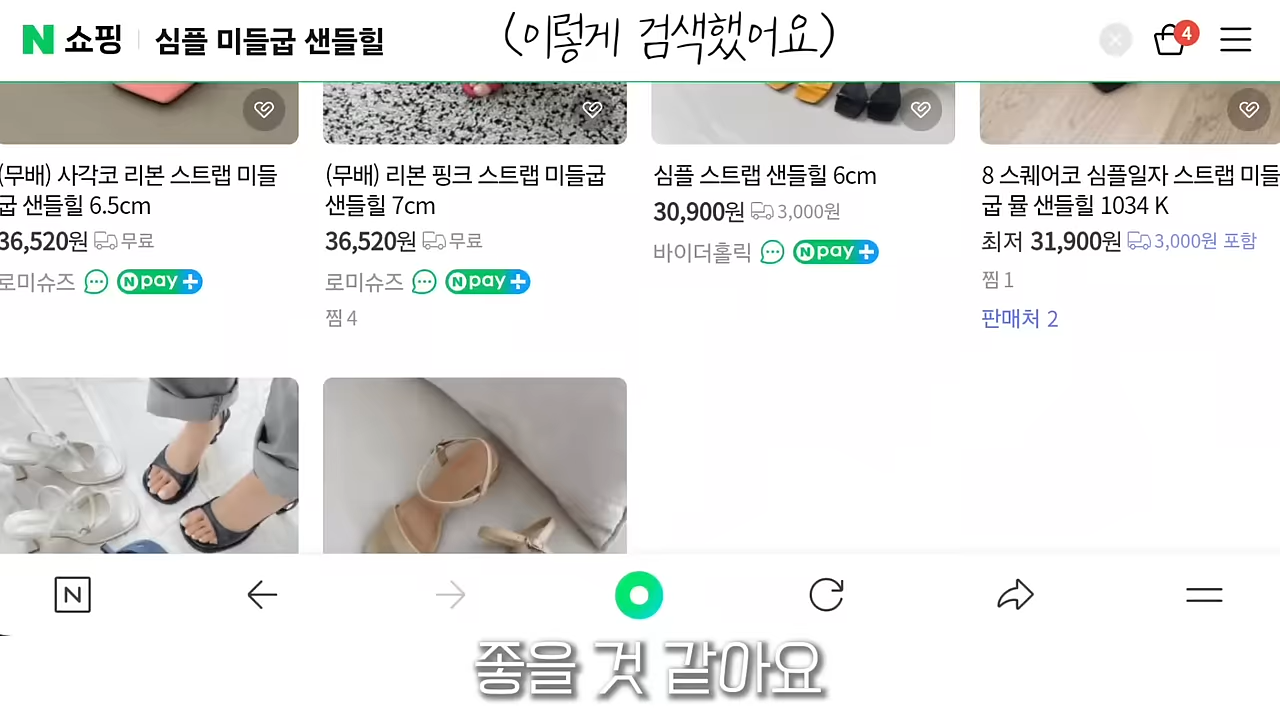 N 쇼핑 심플 미들굽 샌들힐 (이렇게 검색했어요) 4
(무배) 사각코 리본 스트랩 미들
굽 샌들힐 6.5cm
36,520원 무료
로미슈즈 N pay +
(무배) 리본 핑크 스트랩 미들굽
샌들힐 7cm
36,520원 무료
로미슈즈 N pay +
찜 4
심플 스트랩 샌들힐 6cm
30,900원 3,000원
바이더홀릭 N pay +
8 스퀘어코 심플일자 스트랩 미들
굽 뮬 샌들힐 1034 K
최저 31,900원 3,000원 포함
찜 1
판매처 2
N
좋을 것 같아요